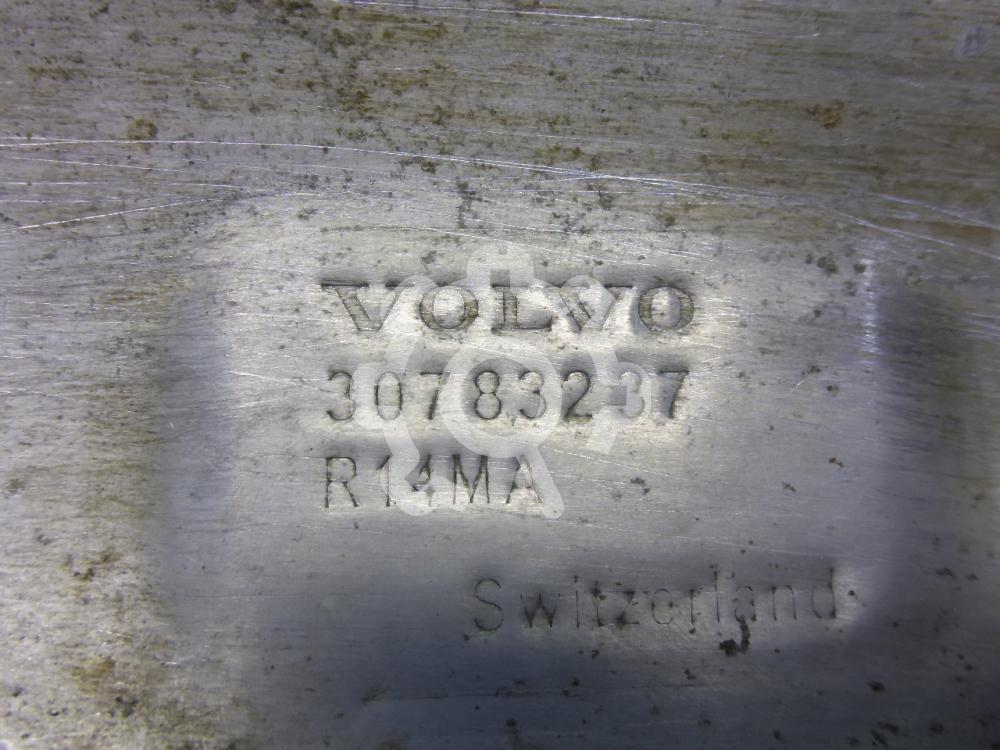 VOLVO
30783237
R14MA
Switzerland